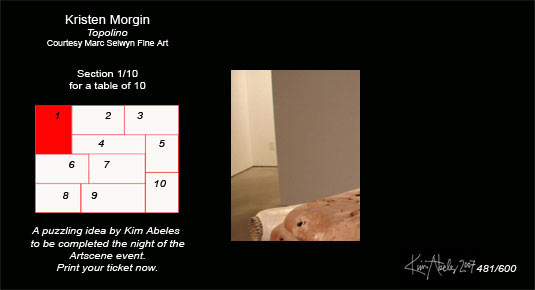 Kristen Morgin
Topolino
Courtesy Marc Selwyn Fine Art
Section 1/10
for a table of 10
1
2
3
4
5
6
7
8
9
10
A puzzling idea by Kim Abeles
to be completed the night of the
Artscene event.
Print your ticket now.
Kim Abeles 2007 481/600